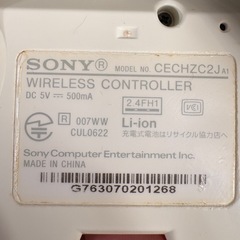 SONY® MODEL NO. CECHZC2J A1
WIRELESS CONTROLLER
DC 5V⎓ 500mA
2.4FH1
VCEI
R 007WW
CUL0622
Li-ion
充電式電池はリサイクル協力店へ
Sony Computer Entertainment Inc.
MADE IN CHINA
G763070201268